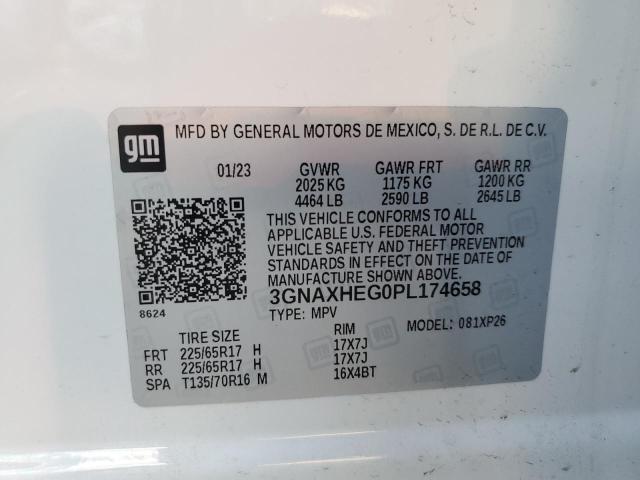 gm
MFD BY GENERAL MOTORS DE MEXICO, S. DE R.L. DE C.V.
01/23 GVWR GAWR FRT GAWR RR
2025 KG 1175 KG 1200 KG
4464 LB 2590 LB 2645 LB
THIS VEHICLE CONFORMS TO ALL
APPLICABLE U.S. FEDERAL MOTOR
VEHICLE SAFETY AND THEFT PREVENTION
STANDARDS IN EFFECT ON THE DATE OF
MANUFACTURE SHOWN ABOVE.
3GNAXHEG0PL174658
8624
TYPE: MPV MODEL: 081XP26
TIRE SIZE RIM
FRT 225/65R17 H 17X7J
RR 225/65R17 H 17X7J
SPA T135/70R16 M 16X4BT